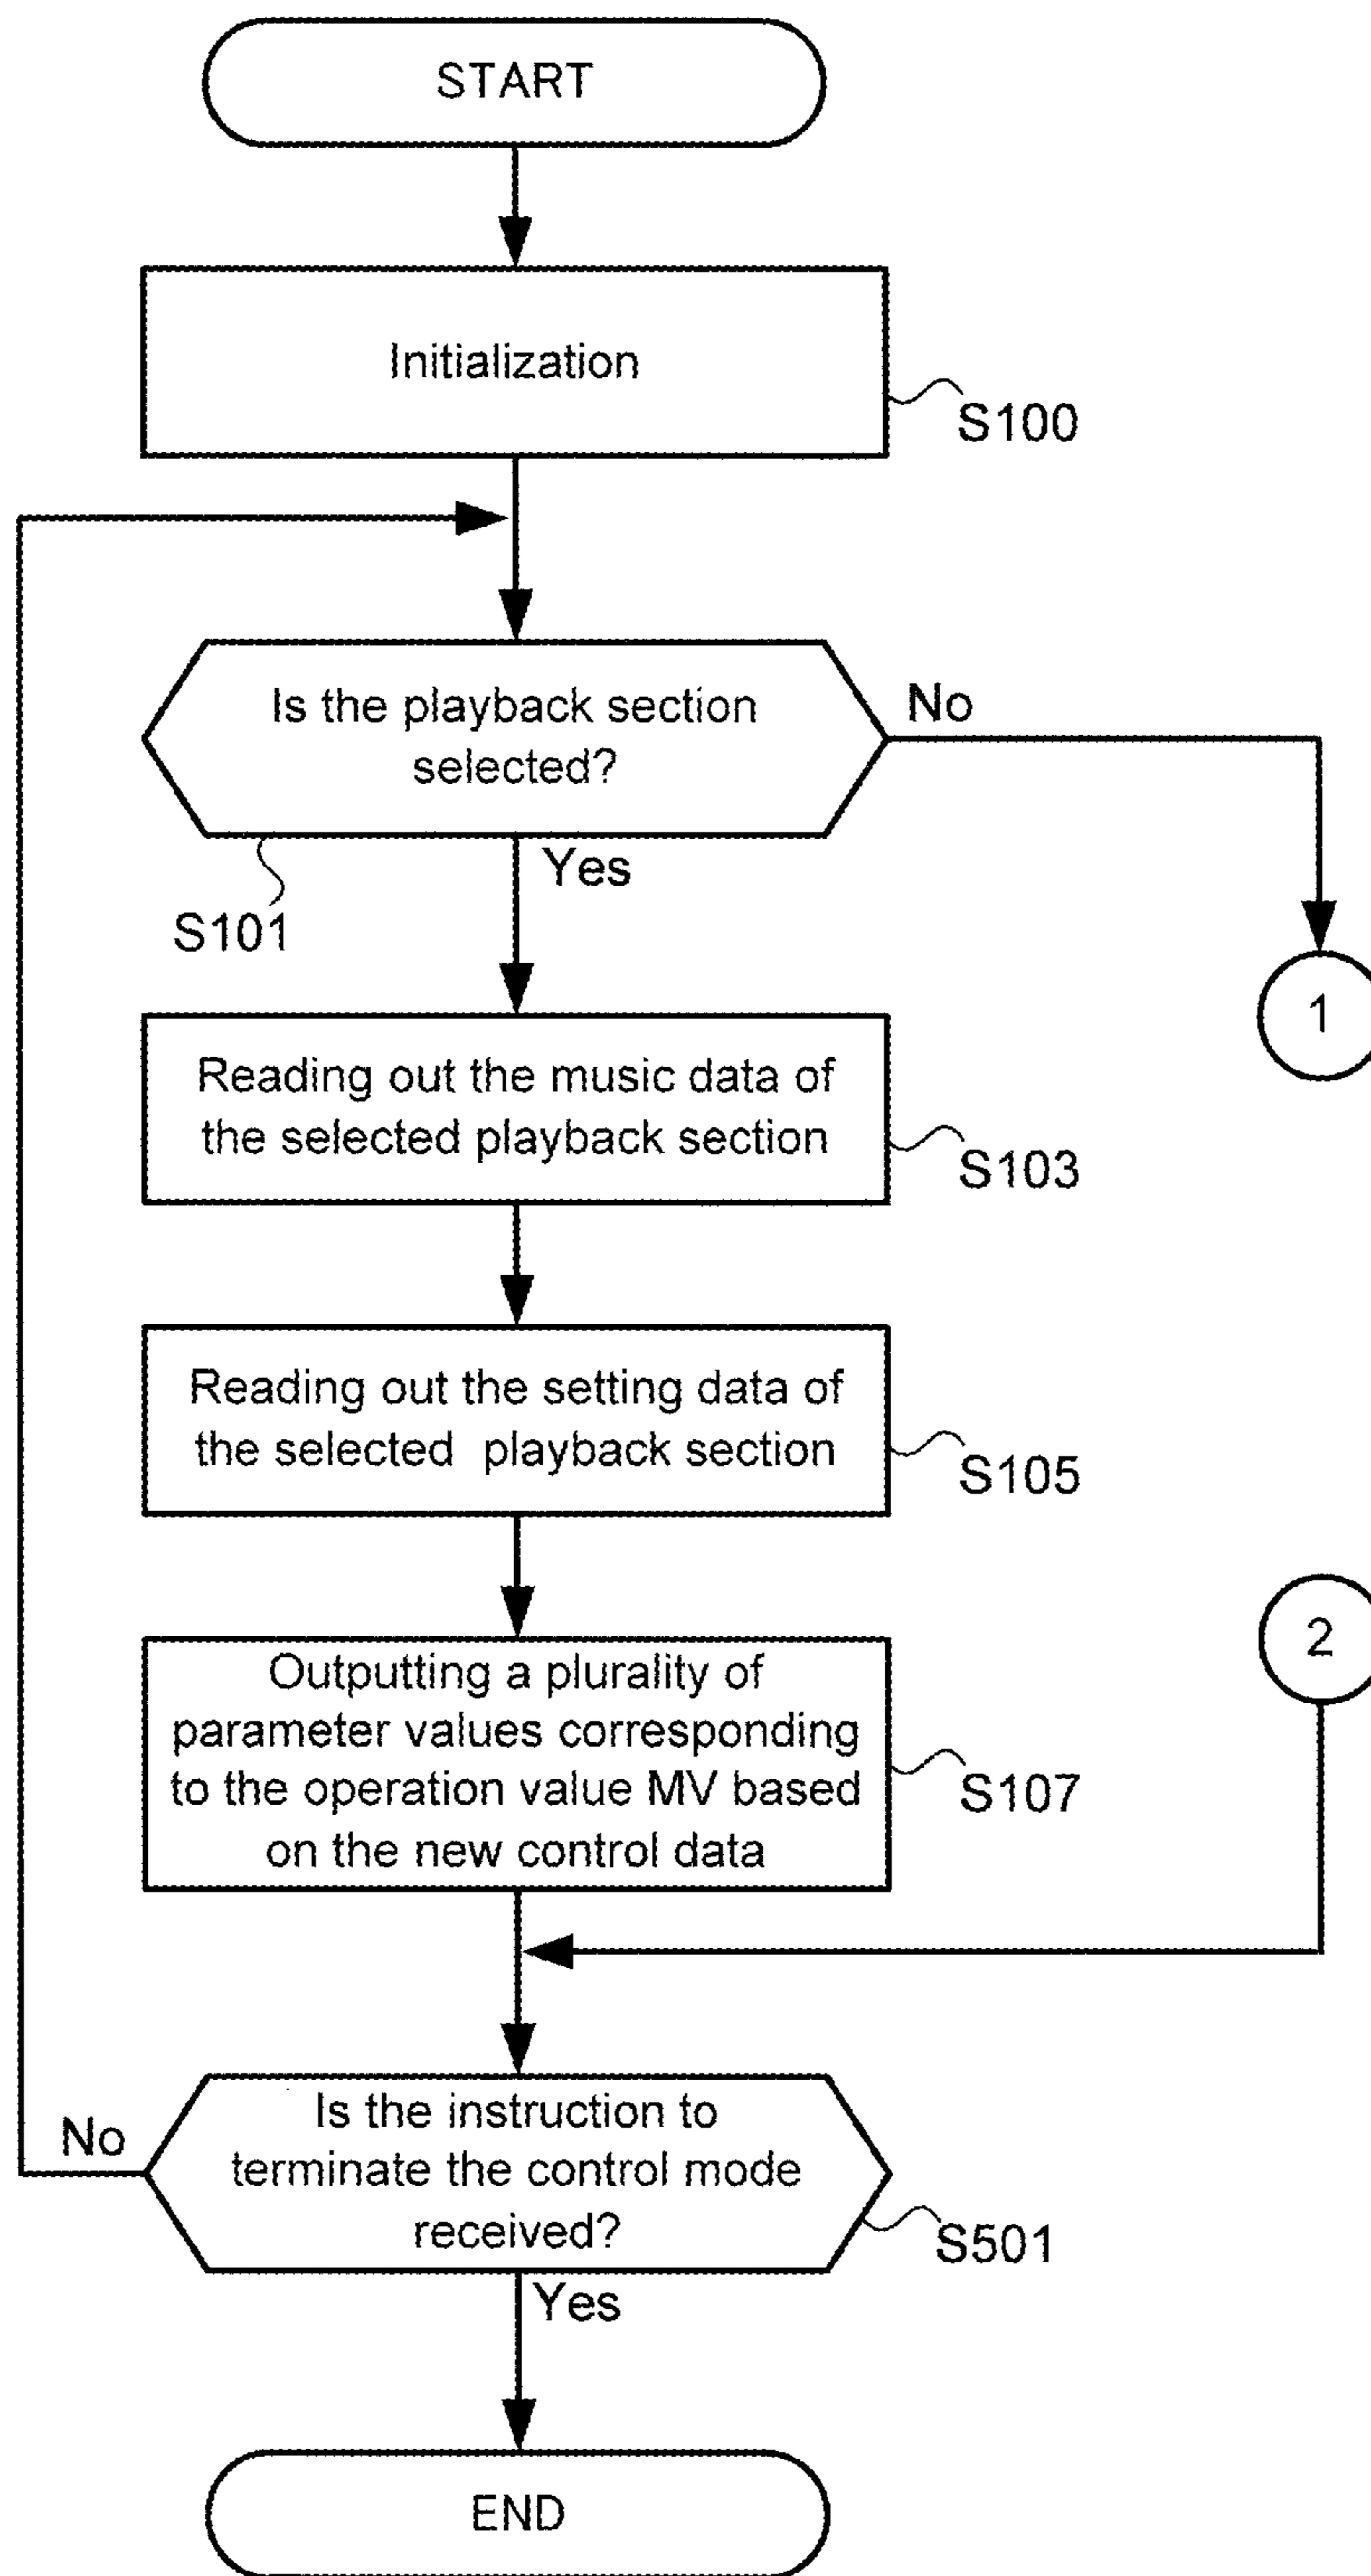 START
Initialization
S100
Is the playback section
selected?
No
Yes
S101
1
Reading out the music data of
the selected playback section
S103
Reading out the setting data of
the selected playback section
S105
2
Outputting a plurality of
parameter values corresponding
to the operation value MV based
on the new control data
S107
Is the instruction to
terminate the control mode
received?
No
S501
Yes
END